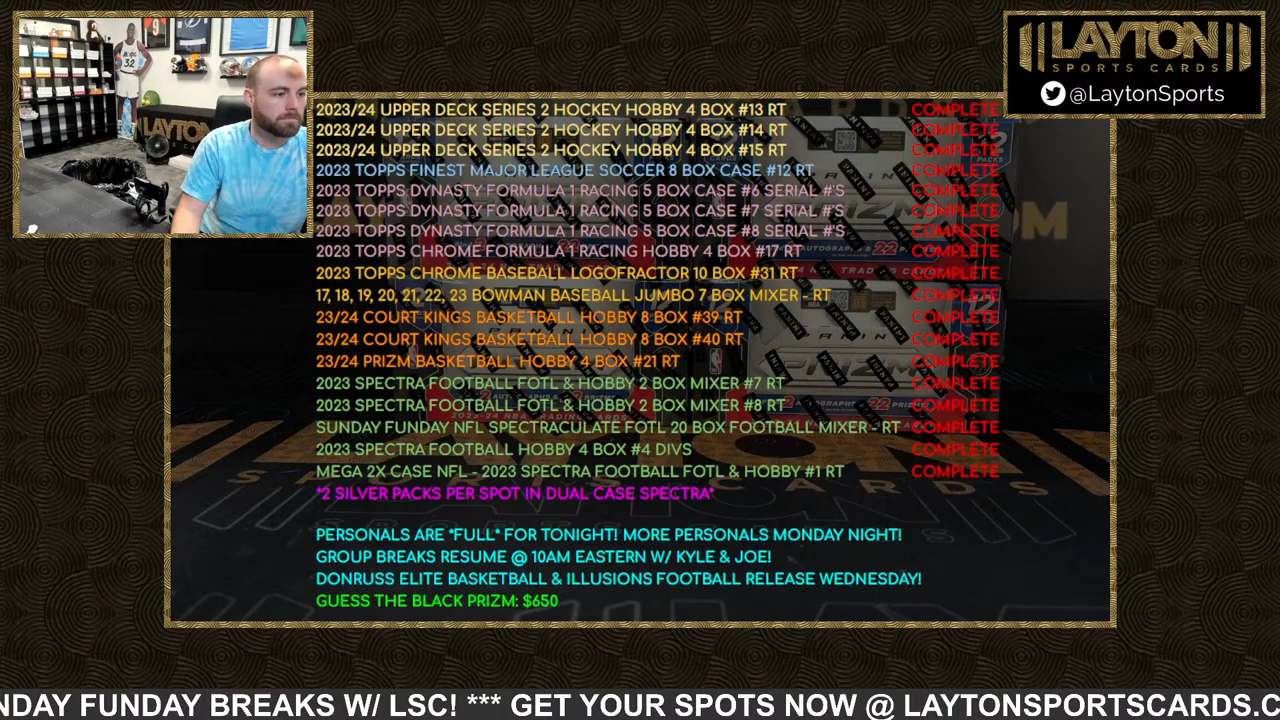 LAYTON
SPORTS CARDS
@LaytonSports
2023/24 UPPER DECK SERIES 2 HOCKEY HOBBY 4 BOX #13 RT COMPLETE
2023/24 UPPER DECK SERIES 2 HOCKEY HOBBY 4 BOX #14 RT COMPLETE
2023/24 UPPER DECK SERIES 2 HOCKEY HOBBY 4 BOX #15 RT COMPLETE
2023 TOPPS FINEST MAJOR LEAGUE SOCCER 8 BOX CASE #12 RT COMPLETE
2023 TOPPS DYNASTY FORMULA 1 RACING 5 BOX CASE #6 SERIAL #'S COMPLETE
2023 TOPPS DYNASTY FORMULA 1 RACING 5 BOX CASE #7 SERIAL #'S COMPLETE
2023 TOPPS DYNASTY FORMULA 1 RACING 5 BOX CASE #8 SERIAL #'S COMPLETE
2023 TOPPS CHROME FORMULA 1 RACING HOBBY 4 BOX #17 RT COMPLETE
2023 TOPPS CHROME BASEBALL LOGOFRACTOR 10 BOX #31 RT COMPLETE
17, 18, 19, 20, 21, 22, 23 BOWMAN BASEBALL JUMBO 7 BOX MIXER - RT COMPLETE
23/24 COURT KINGS BASKETBALL HOBBY 8 BOX #39 RT COMPLETE
23/24 COURT KINGS BASKETBALL HOBBY 8 BOX #40 RT COMPLETE
23/24 PRIZM BASKETBALL HOBBY 4 BOX #21 RT COMPLETE
2023 SPECTRA FOOTBALL FOTL & HOBBY 2 BOX MIXER #7 RT COMPLETE
2023 SPECTRA FOOTBALL FOTL & HOBBY 2 BOX MIXER #8 RT COMPLETE
SUNDAY FUNDAY NFL SPECTRACULATE FOTL 20 BOX FOOTBALL MIXER - RT COMPLETE
2023 SPECTRA FOOTBALL HOBBY 4 BOX #4 DIVS COMPLETE
MEGA 2X CASE NFL - 2023 SPECTRA FOOTBALL FOTL & HOBBY #1 RT COMPLETE
*2 SILVER PACKS PER SPOT IN DUAL CASE SPECTRA*
PERSONALS ARE *FULL* FOR TONIGHT! MORE PERSONALS MONDAY NIGHT!
GROUP BREAKS RESUME @ 10AM EASTERN W/ KYLE & JOE!
DONRUSS ELITE BASKETBALL & ILLUSIONS FOOTBALL RELEASE WEDNESDAY!
GUESS THE BLACK PRIZM: $650
NDAY FUNDAY BREAKS W/ LSC! *** GET YOUR SPOTS NOW @ LAYTONSPORTSCARDS.C